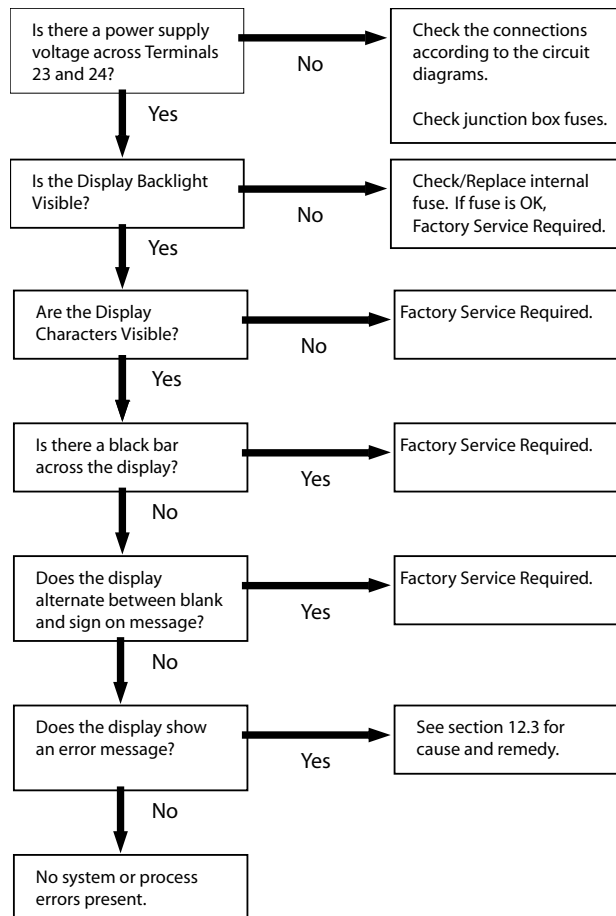 Is there a power supply
voltage across Terminals
23 and 24?
No
Check the connections
according to the circuit
diagrams.
Check junction box fuses.
Yes
Is the Display Backlight
Visible?
No
Check/Replace internal
fuse. If fuse is OK,
Factory Service Required.
Yes
Are the Display
Characters Visible?
No
Factory Service Required.
Yes
Is there a black bar
across the display?
Yes
Factory Service Required.
No
Does the display
alternate between blank
and sign on message?
Yes
Factory Service Required.
No
Does the display show
an error message?
Yes
See section 12.3 for
cause and remedy.
No
No system or process
errors present.